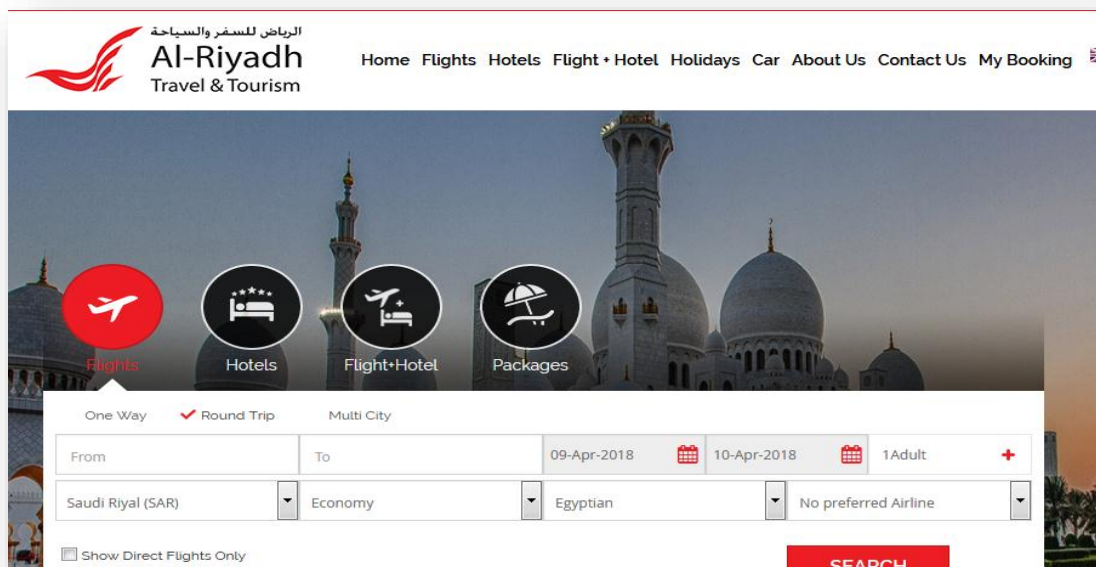 الرياض للسفر والسياحة
Al-Riyadh
Travel & Tourism
Home Flights Hotels Flight + Hotel Holidays Car About Us Contact Us My Booking
Flights Hotels Flight+Hotel Packages
One Way Round Trip Multi City
From To 09-Apr-2018 10-Apr-2018 1Adult +
Saudi Riyal (SAR) Economy Egyptian No preferred Airline
Show Direct Flights Only
SEARCH